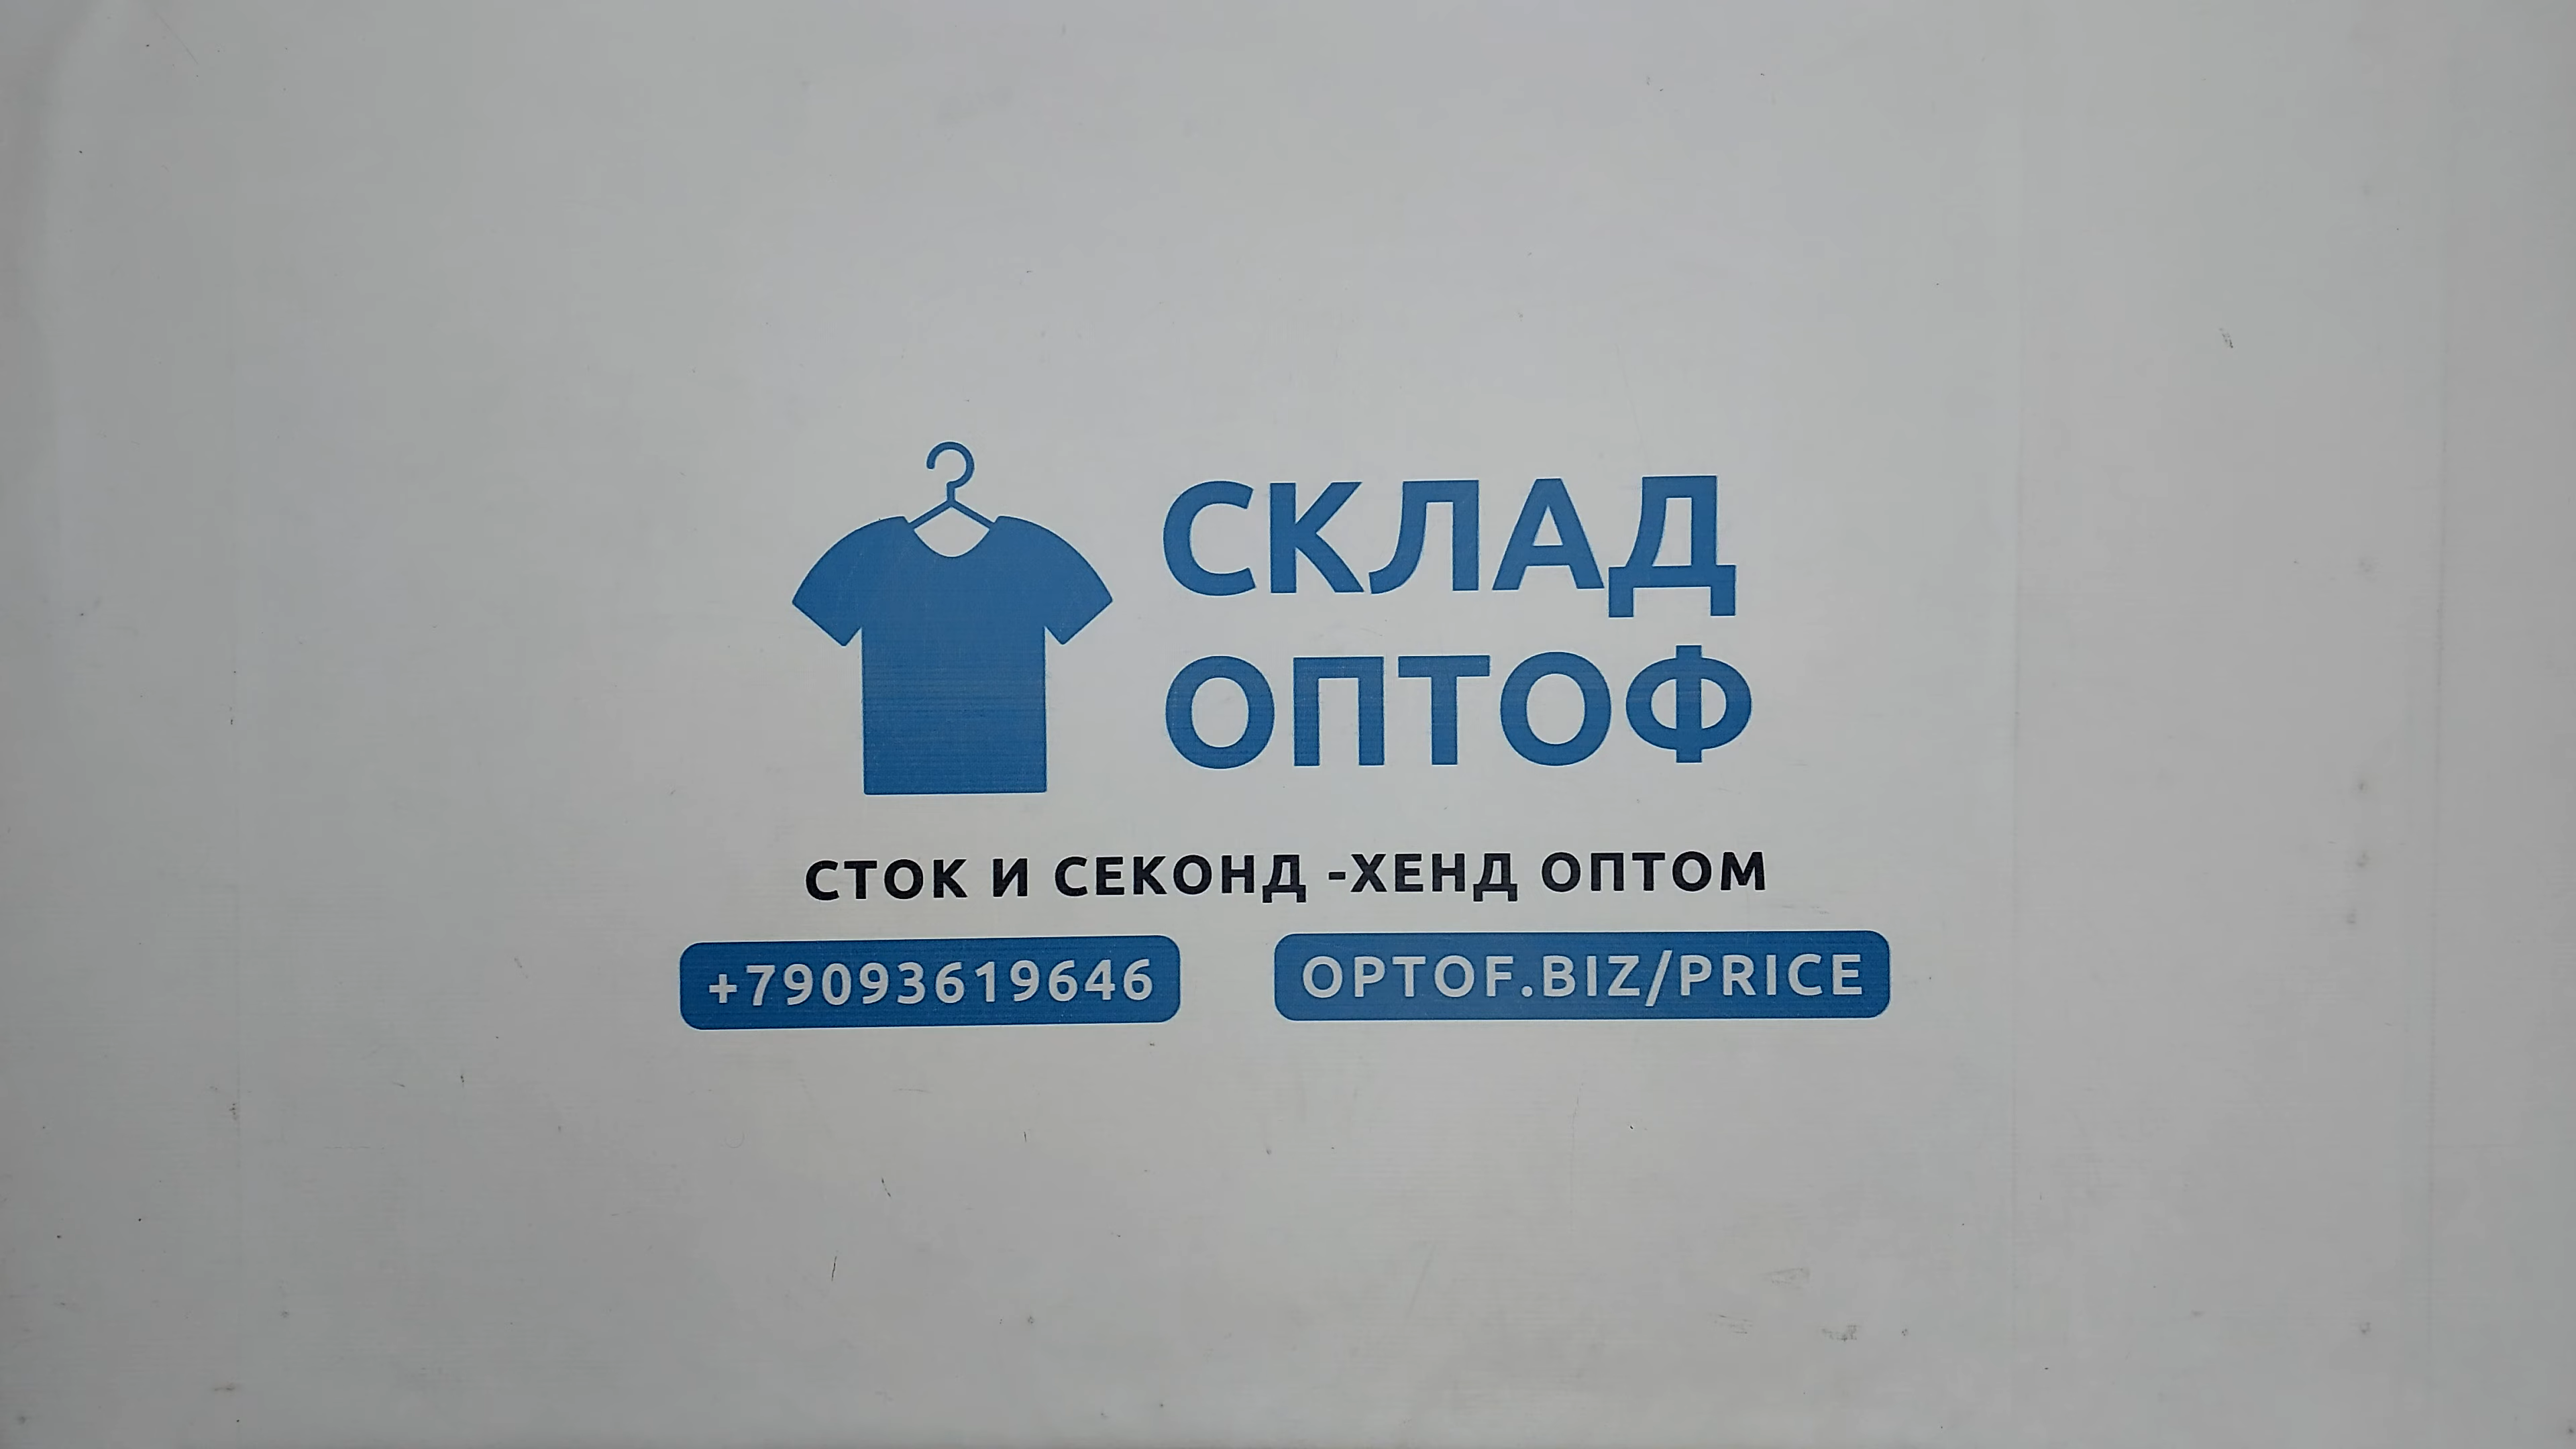 СКЛАД
ОПТОФ
СТОК И СЕКОНД -ХЕНД ОПТОМ
+79093619646
OPTOF.BIZ/PRICE